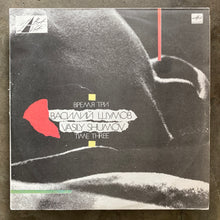 ВРЕМЯ ТРИ
ВАСИЛИЙ ШУМОВ
VASILY SHUMOV
TIME THREE